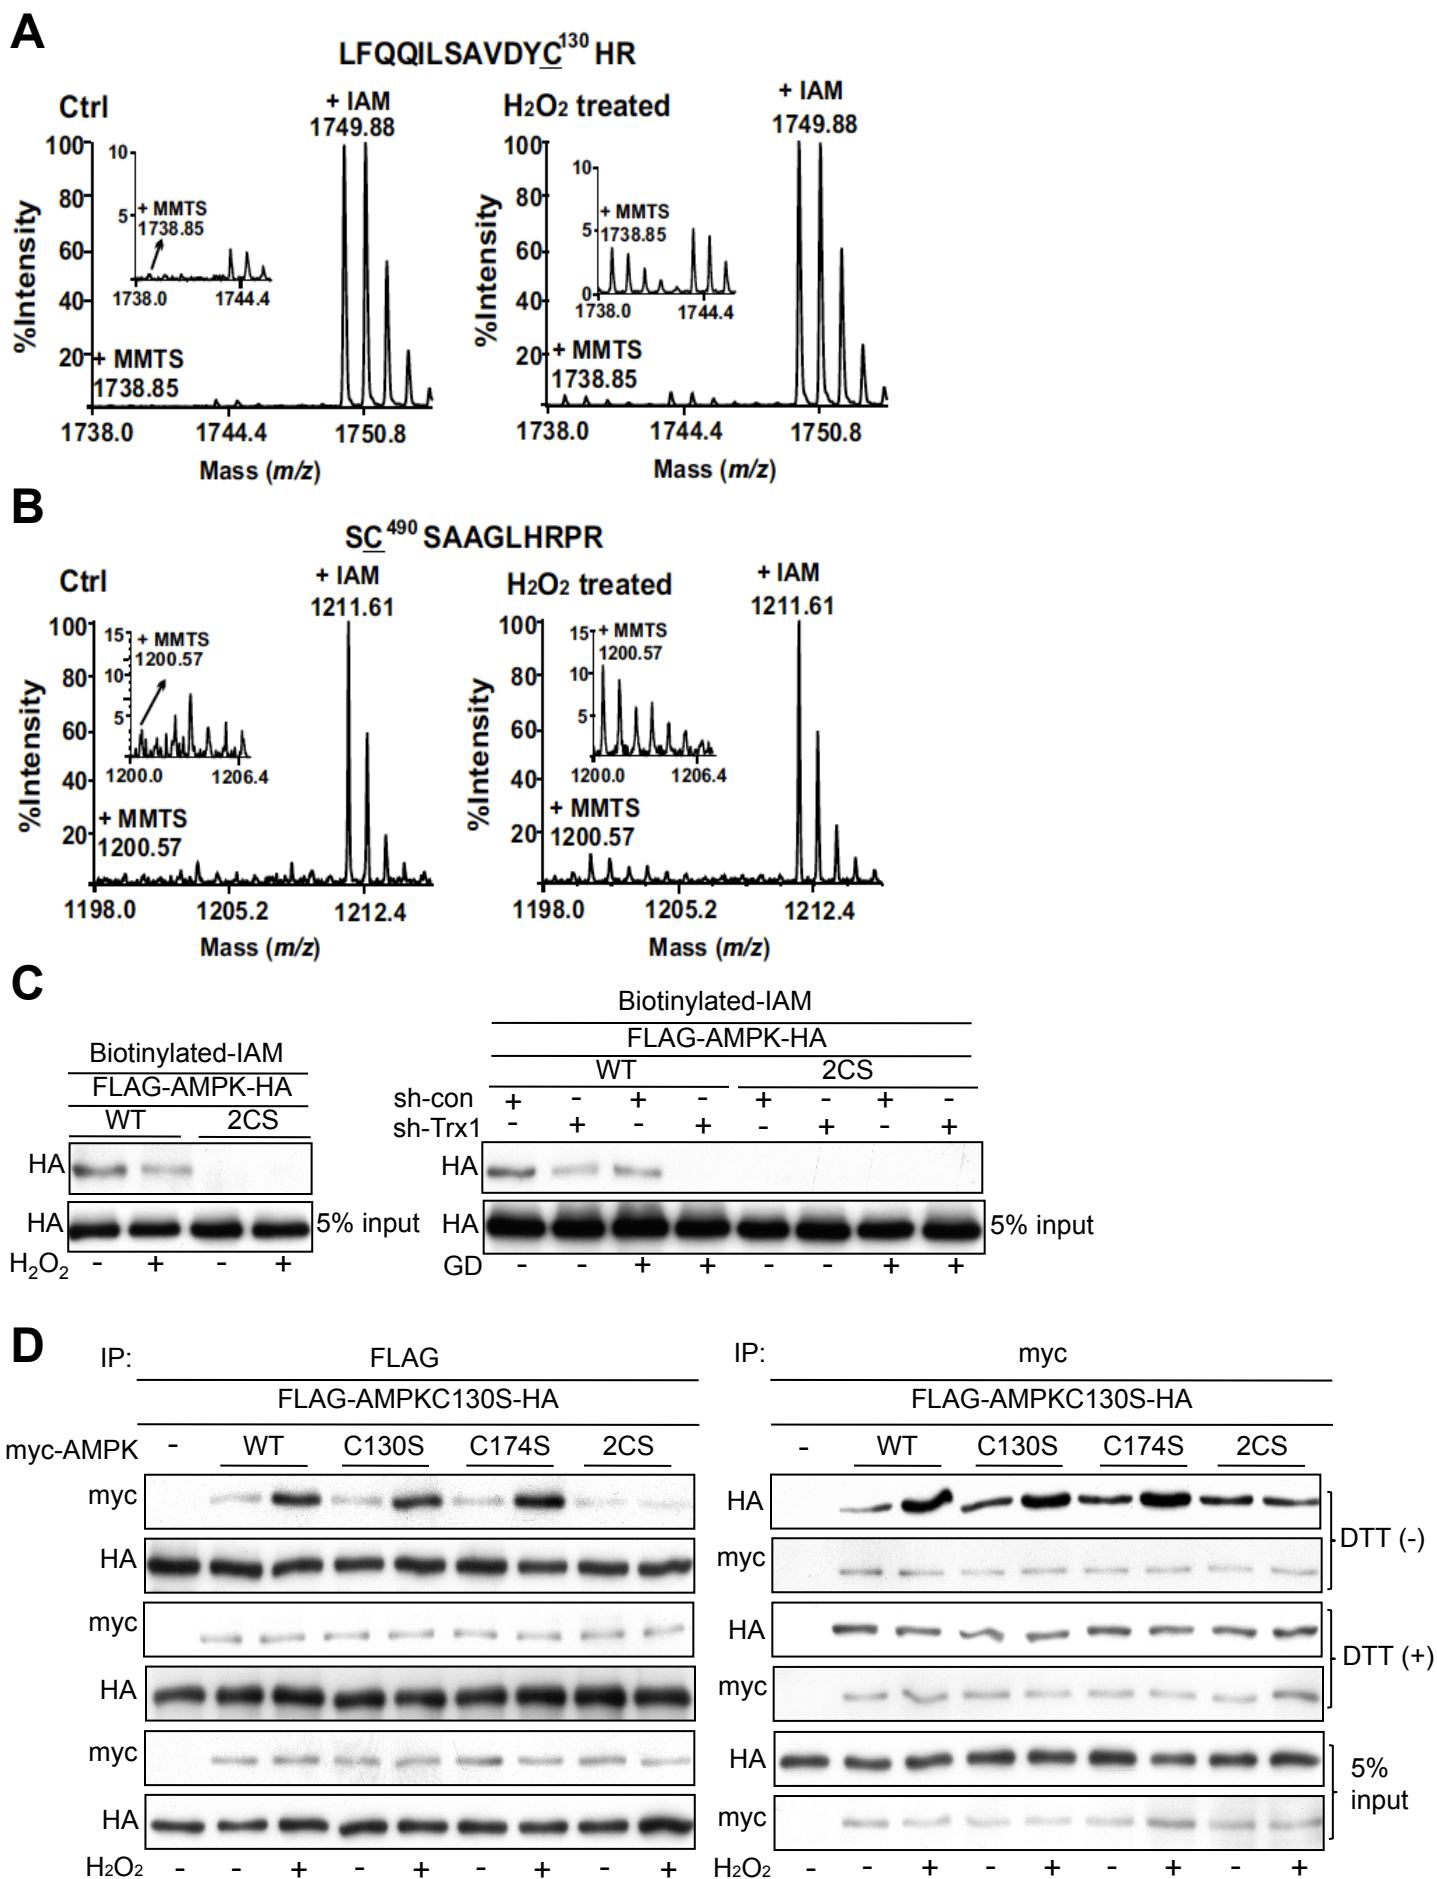 A
LFQQILSAVDYC130 HR
Ctrl
+ IAM
1749.88
100
80
60
40
20
%Intensity
10
5
+ MMTS
1738.85
1738.0 1744.4
+ MMTS
1738.85
1738.0 1744.4 1750.8
Mass (m/z)
H2O2 treated
+ IAM
1749.88
100
80
60
40
20
%Intensity
10
5
0
+ MMTS
1738.85
1738.0 1744.4
+ MMTS
1738.85
1738.0 1744.4 1750.8
Mass (m/z)
B
SC490 SAAGLHRPR
Ctrl
+ IAM
1211.61
100
80
60
40
20
%Intensity
15
10
5
+ MMTS
1200.57
1200.0 1206.4
+ MMTS
1200.57
1198.0 1205.2 1212.4
Mass (m/z)
H2O2 treated
+ IAM
1211.61
100
80
60
40
20
%Intensity
15
10
5
+ MMTS
1200.57
1200.0 1206.4
+ MMTS
1200.57
1198.0 1205.2 1212.4
Mass (m/z)
C
Biotinylated-IAM
FLAG-AMPK-HA
WT 2CS
HA
HA 5% input
H2O2 - + - +
Biotinylated-IAM
FLAG-AMPK-HA
WT 2CS
sh-con + - + - + - + -
sh-Trx1 - + - + - + - +
HA
HA 5% input
GD - - + + - - + +
D
IP: FLAG
FLAG-AMPKC130S-HA
myc-AMPK - WT C130S C174S 2CS
myc
HA
myc
HA
myc
HA
H2O2 - - + - + - + - +
IP: myc
FLAG-AMPKC130S-HA
- WT C130S C174S 2CS
HA
myc
DTT (-)
HA
myc
DTT (+)
HA
myc
5%
input
H2O2 - - + - + - + - +